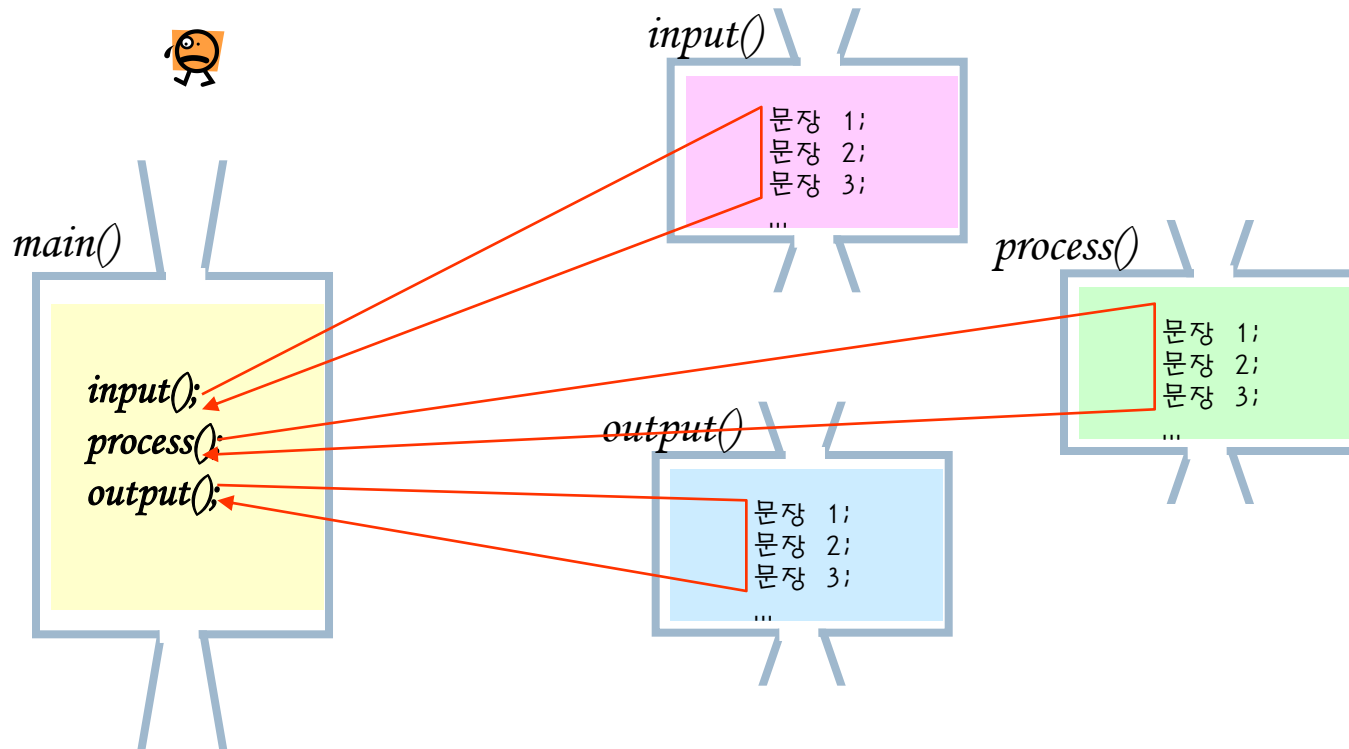 main()
input();
process();
output();
input()
문장 1;
문장 2;
문장 3;
...
process()
문장 1;
문장 2;
문장 3;
...
output()
문장 1;
문장 2;
문장 3;
...